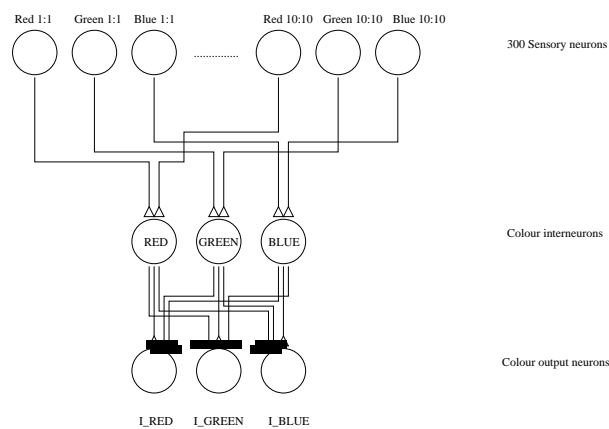 Red 1:1 Green 1:1 Blue 1:1 Red 10:10 Green 10:10 Blue 10:10
300 Sensory neurons
RED GREEN BLUE
Colour interneurons
Colour output neurons
I_RED I_GREEN I_BLUE